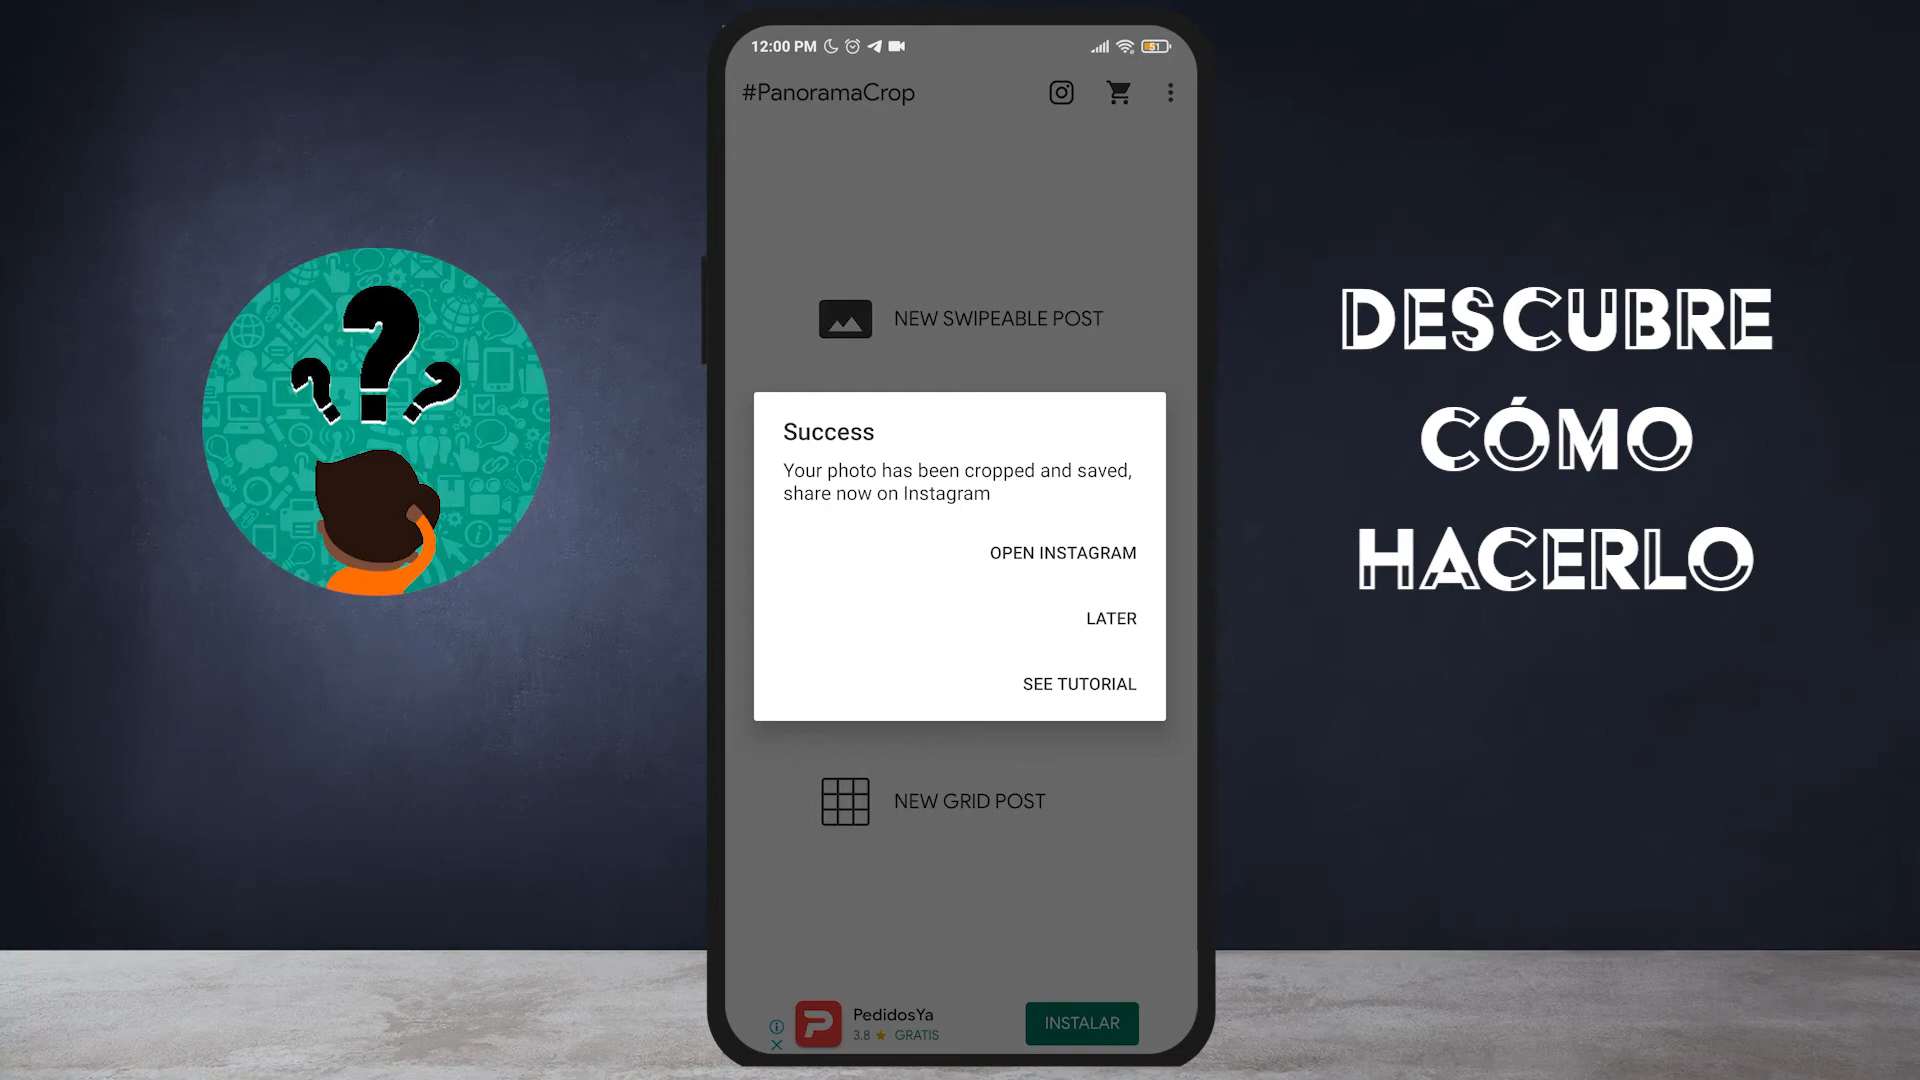 12:00 PM
51
#PanoramaCrop
NEW SWIPEABLE POST
Success
Your photo has been cropped and saved,
share now on Instagram
OPEN INSTAGRAM
LATER
SEE TUTORIAL
NEW GRID POST
PedidosYa
3.8 ★ GRATIS
INSTALAR
DESCUBRE
CÓMO
HACERLO